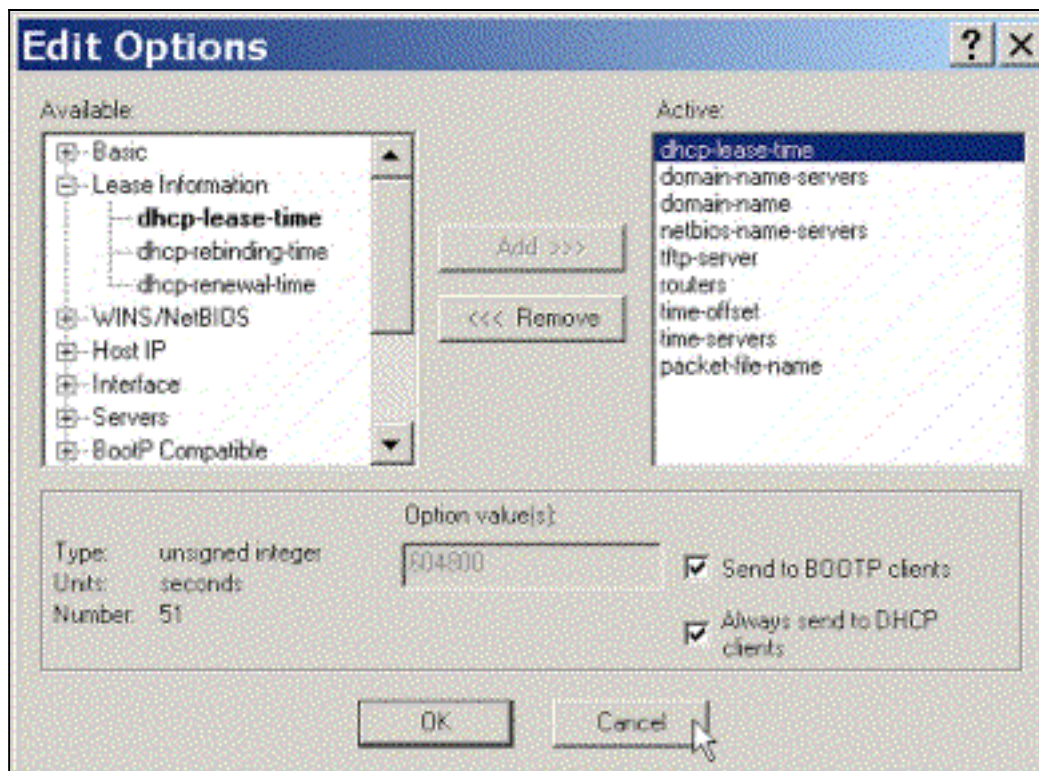 Edit Options
Available:
Basic
Lease Information
dhcp-lease-time
dhcp-rebinding-time
dhcp-renewal-time
WINS/NetBIOS
Host IP
Interface
Servers
BootP Compatible
Add >>>
<<< Remove
Active:
dhcp-lease-time
domain-name-servers
domain-name
netbios-name-servers
tftp-server
routers
time-offset
time-servers
packet-file-name
Type: unsigned integer
Units: seconds
Number: 51
Option value(s):
604800
Send to BOOTP clients
Always send to DHCP
clients
OK
Cancel